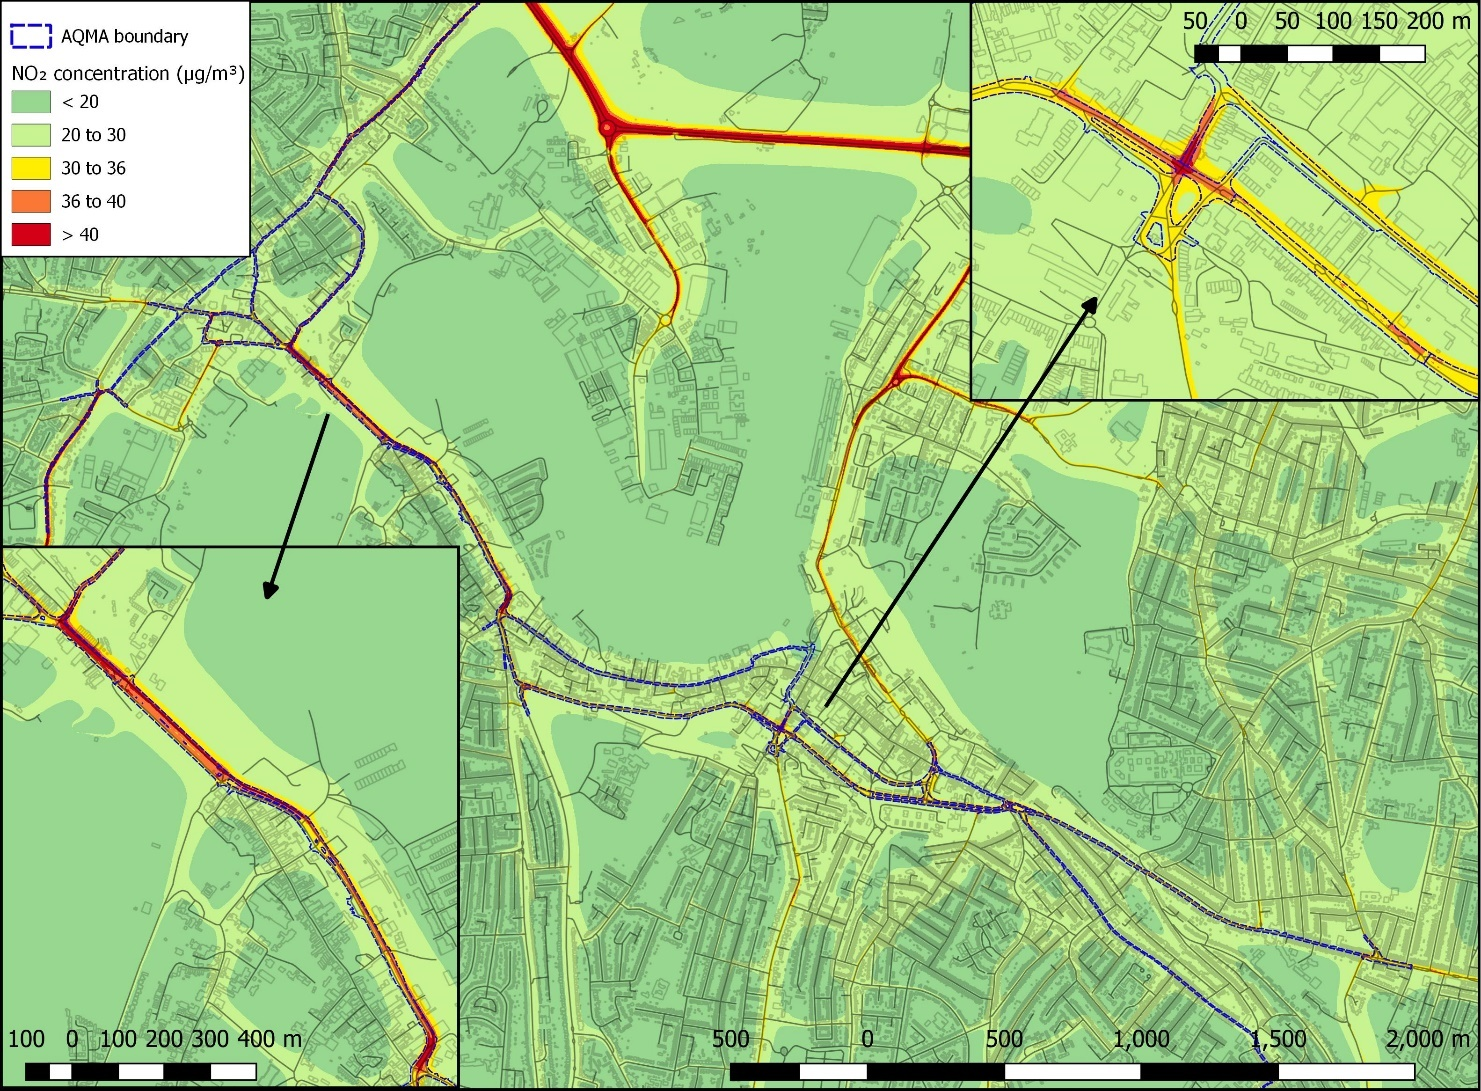 AQMA boundary
NO₂ concentration (µg/m³)
< 20
20 to 30
30 to 36
36 to 40
> 40
50 0 50 100 150 200 m
100 0 100 200 300 400 m
500 0 500 1,000 1,500 2,000 m